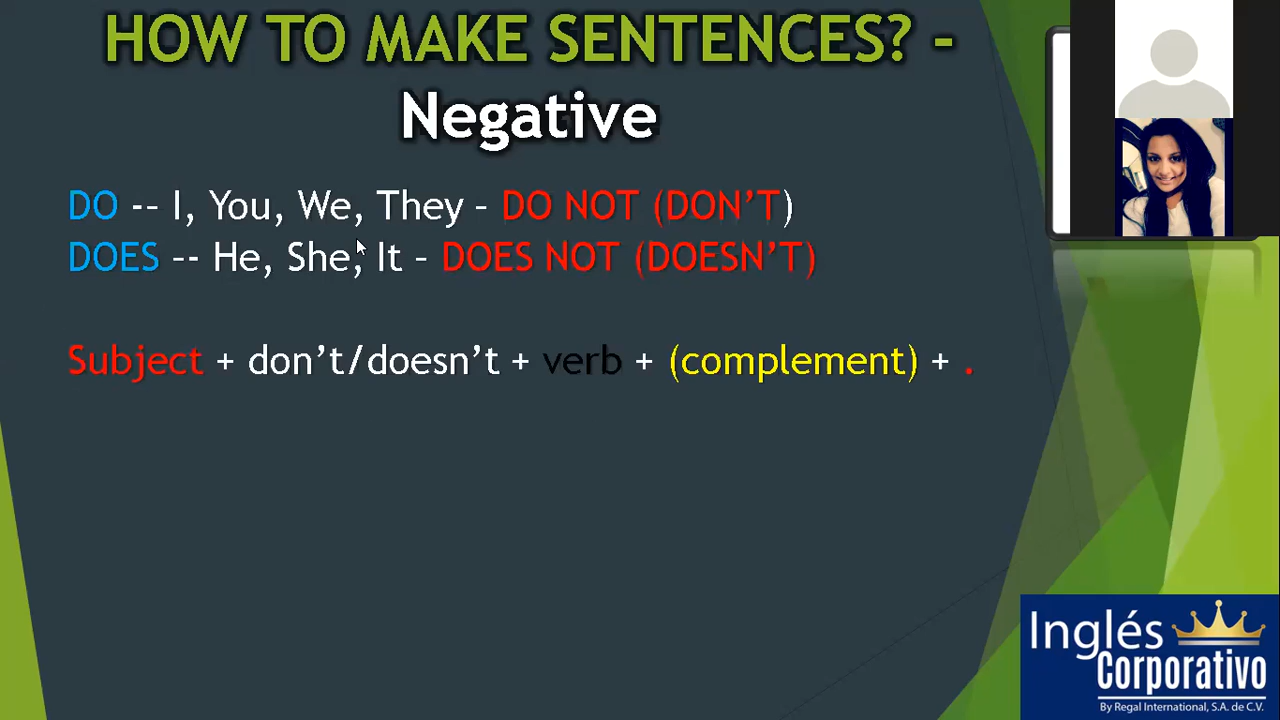 HOW TO MAKE SENTENCES? -
Negative
DO -- I, You, We, They – DO NOT (DON’T)
DOES –- He, She, It – DOES NOT (DOESN’T)
Subject + don’t/doesn’t + verb + (complement) + .
Inglés
Corporativo
By Regal International, S.A. de C.V.